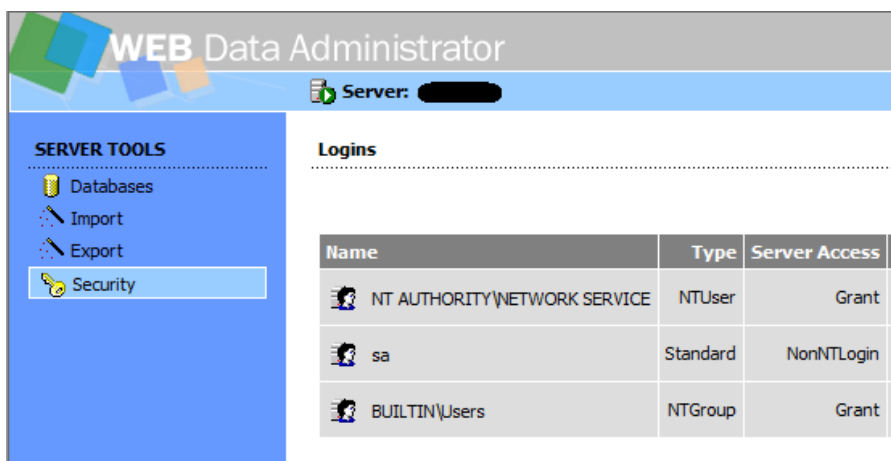 WEB Data Administrator
Server:
SERVER TOOLS
Logins
Databases
Import
Export
Security
Name Type Server Access
NT AUTHORITY\NETWORK SERVICE NTUser Grant
sa Standard NonNTLogin
BUILTIN\Users NTGroup Grant